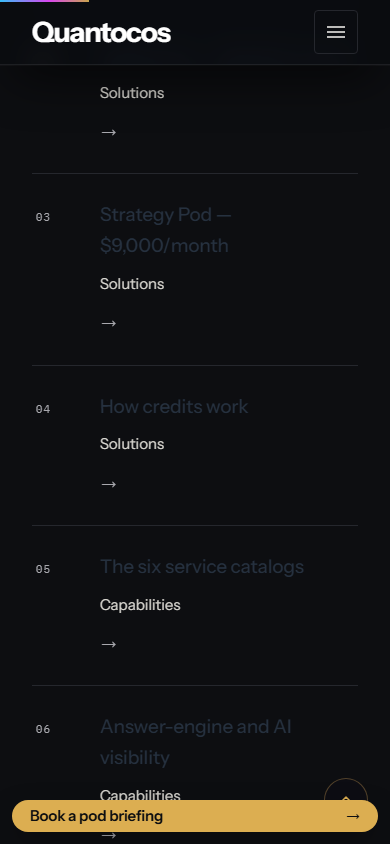 Quantocos
Solutions
→
03
Strategy Pod —
$9,000/month
Solutions
→
04
How credits work
Solutions
→
05
The six service catalogs
Capabilities
→
06
Answer-engine and AI
visibility
Capabilities
Book a pod briefing →
→